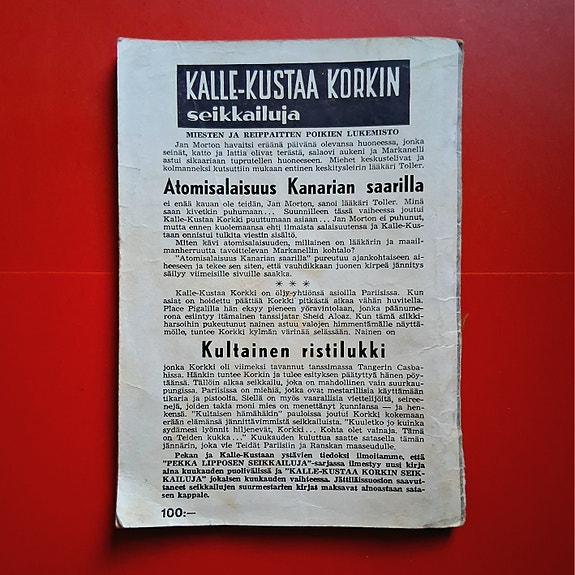 KALLE-KUSTAA KORKIN
seikkailuja
MIESTEN JA REIPPAITTEN POIKIEN LUKEMISTO
Jan Morton havaitsi eräänä päivänä olevansa huoneessa, jonka
seinät, katto ja lattia olivat terästä, salaovi aukeni ja Markanelli
astui sikaariaan tuprutellen huoneeseen. Miehet keskustelivat ja
kolmanneksi kutsuttiin mukaan entinen keskitysleirin lääkäri Toller.
Atomisalaisuus Kanarian saarilla
ei enää kauan ole teidän, Jan Morton, sanoi lääkäri Toller. Minä
saan kivetkin puhumaan... Suunnilleen tässä vaiheessa joutui
Kalle-Kustaa Korkki puuttumaan asiaan... Jan Morton ei puhunut,
mutta ennen kuolemaansa ehti ilmaista salaisuutensa ja Kalle-Kus-
taan onnistui tulkita viestin sisältö.
Miten kävi atomisalaisuuden, millainen on lääkärin ja maail-
manherruutta tavoittelevan Markanellin kohtalo?
"Atomisalaisuus Kanarian saarilla" pureutuu ajankohtaiseen ai-
heeseen ja tekee sen siten, että vauhdikkaan juonen kirpeä jännitys
säilyy viimeisille sivuille saakka.
* * *
Kalle-Kustaa Korkki on öljy-yhtiönsä asioilla Pariisissa. Kun
asiat on hoidettu päättää Korkki pitkästä aikaa vähän huvitella.
Place Pigallilla hän eksyy pieneen yöravintolaan, jonka päänume-
rona esiintyy itämainen tanssijatar Sheid Aloaz. Kun tämä silkki-
harsoihin pukeutunut nainen astuu valojen himmentämälle näyttä-
mölle, tuntee Korkki kylmän värinää selässään. Nainen on
Kultainen ristilukki
jonka Korkki oli viimeksi tavannut tanssimassa Tangerin Casba-
hissa. Hänkin tuntee Korkin ja tulee esityksen päätyttyä hänen pöy-
täänsä. Tällöin alkaa seikkailu, joka on mahdollinen vain suurkau-
pungissa. Pariisissa on miehiä, jotka ovat mestarillisia käyttämään
tikaria ja pistoolia. Siellä on myös vaarallisia viettelijöitä, seiree-
nejä, joiden takia moni mies on menettänyt kunniansa — ja hen-
kensä. "Kultaisen hämähäkin" pauloissa joutui Korkki kokemaan
erään elämänsä jännittävimmistä seikkailuista. "Kuuletko jo kuinka
sydämesi lyönnit hiljenevät, Korkki... Kohta olet vainaja. Tämä
on Teiden kukka..." Kuukauden kuluttua saatte satasella tämän
jännärin, joka vie Teidät Pariisiin ja Ranskan maaseudulle.
Pekan ja Kalle-Kustaan ystävien tiedoksi ilmoitamme, että
"PEKKA LIPPOSEN SEIKKAILUJA"-sarjassa ilmestyy uusi kirja
aina kuukauden puolivälissä ja "KALLE-KUSTAA KORKIN SEIK-
KAILUJA" jokaisen kuukauden vaihteessa. Jättiläissuosion saavut-
taneet seikkailujen suurmestarien kirjat maksavat ainoastaan sata-
sen kappale.
100:—